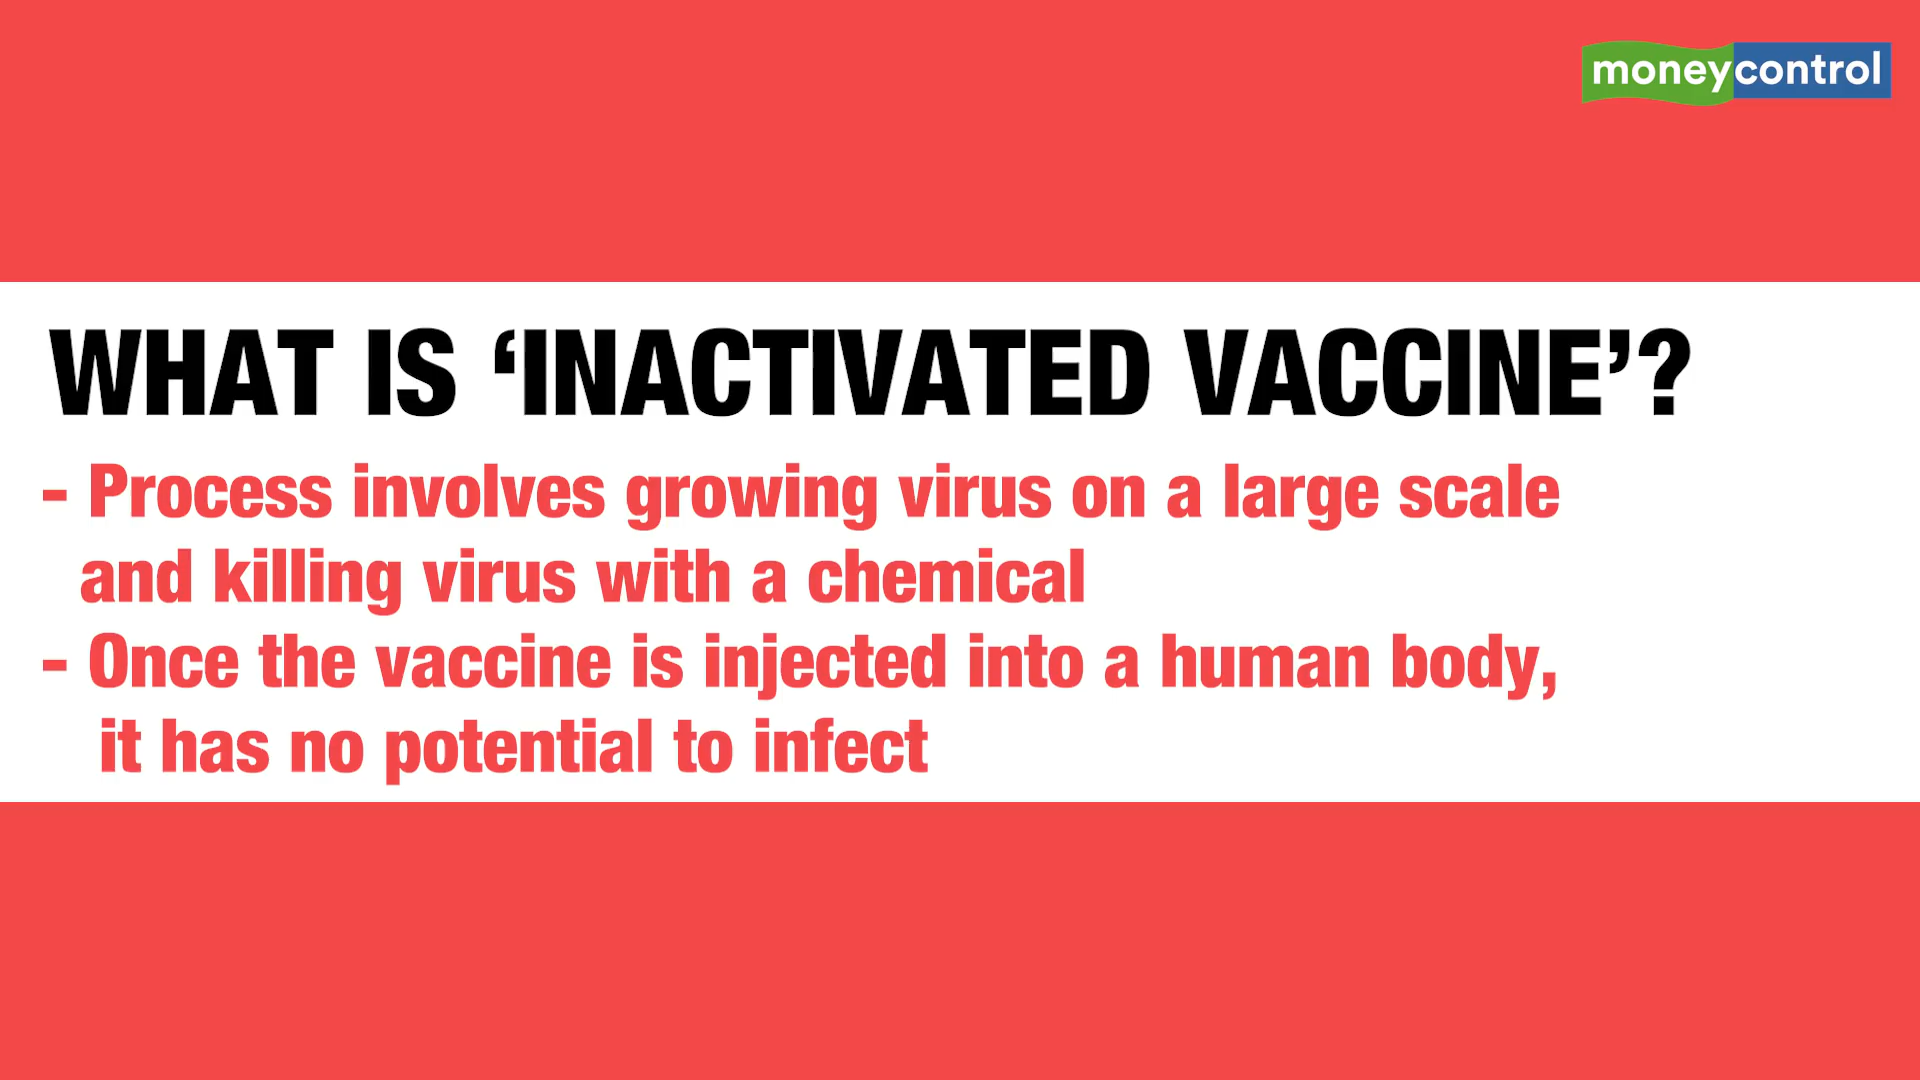 moneycontrol
WHAT IS ‘INACTIVATED VACCINE’?
- Process involves growing virus on a large scale
and killing virus with a chemical
- Once the vaccine is injected into a human body,
it has no potential to infect